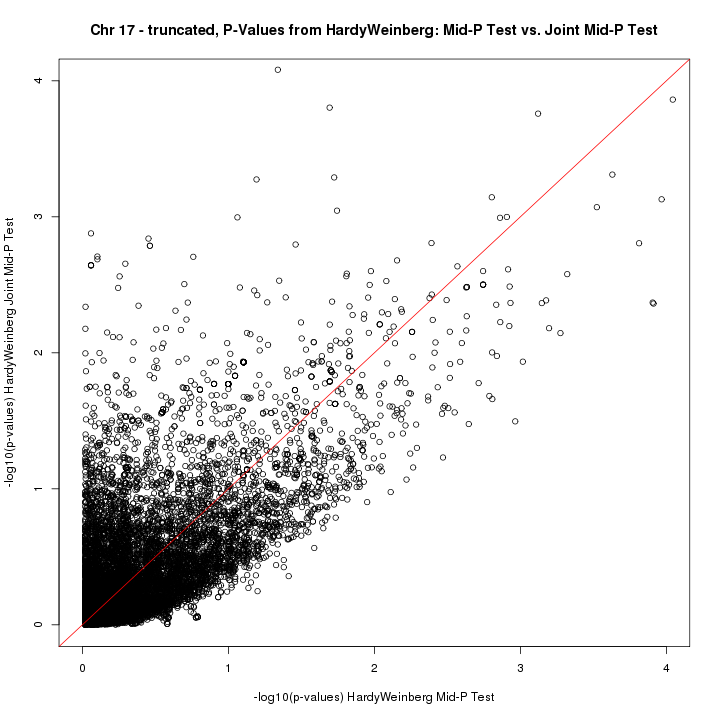 Chr 17 - truncated, P-Values from HardyWeinberg: Mid-P Test vs. Joint Mid-P Test
-log10(p-values) HardyWeinberg Joint Mid-P Test
4
3
2
1
0
0 1 2 3 4
-log10(p-values) HardyWeinberg Mid-P Test